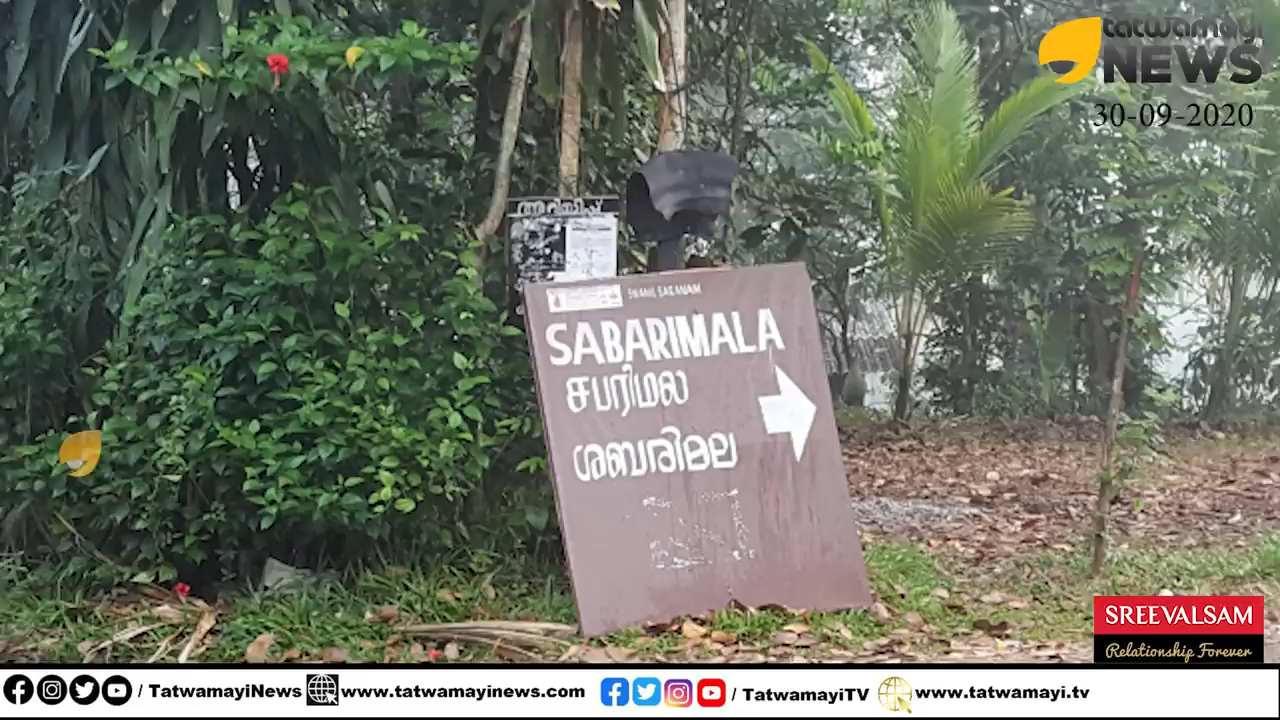 tatwamayi
NEWS
30-09-2020
അറിയിപ്പ്
SWAMI SARANAM
SABARIMALA
சபரிமல
ശബരിമല
SREEVALSAM
Relationship Forever
/ TatwamayiNews www.tatwamayinews.com / TatwamayiTV www.tatwamayi.tv